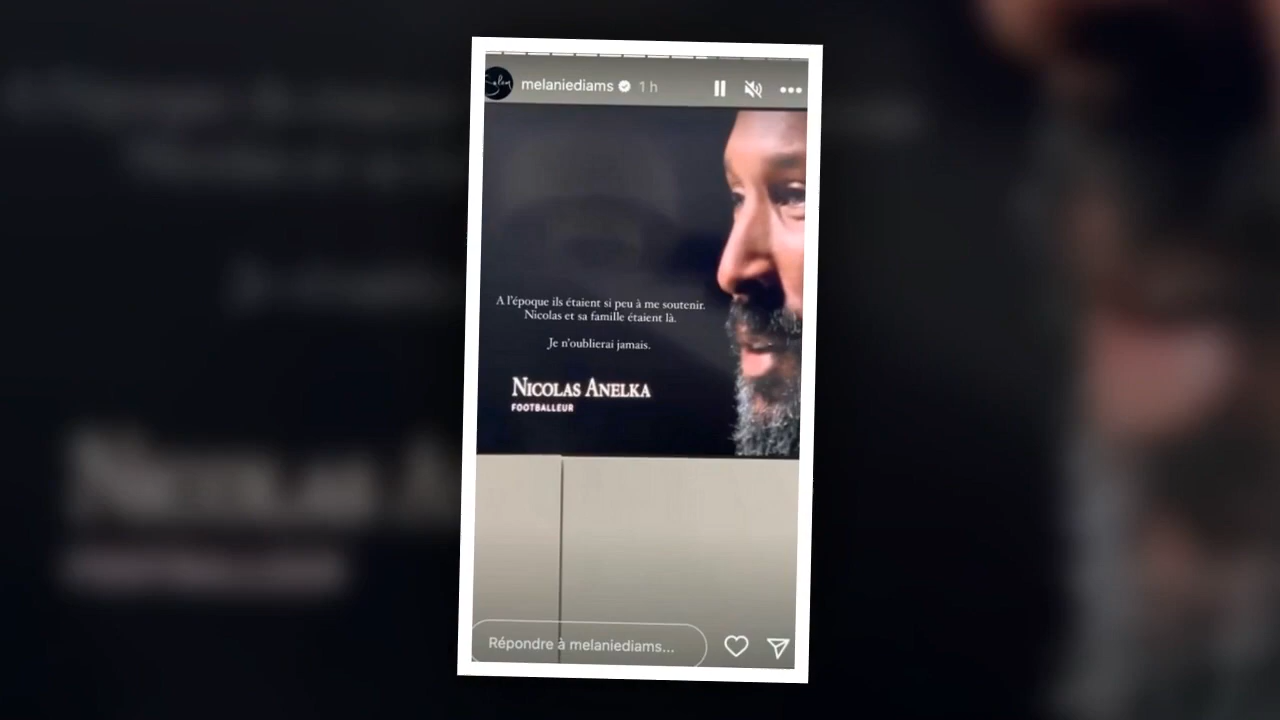 melaniediams 1 h
A l'époque ils étaient si peu à me soutenir.
Nicolas et sa famille étaient là.
Je n'oublierai jamais.
NICOLAS ANELKA
FOOTBALLEUR
Répondre à melaniediams...